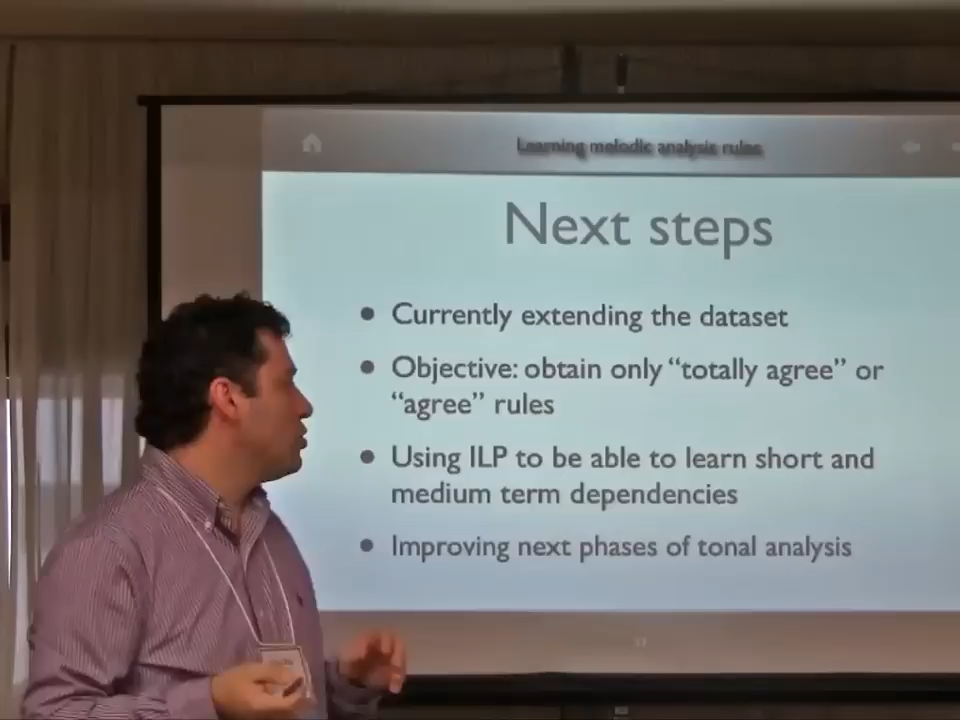 Learning melodic analysis rules
Next steps
• Currently extending the dataset
• Objective: obtain only “totally agree” or
“agree” rules
• Using ILP to be able to learn short and
medium term dependencies
• Improving next phases of tonal analysis